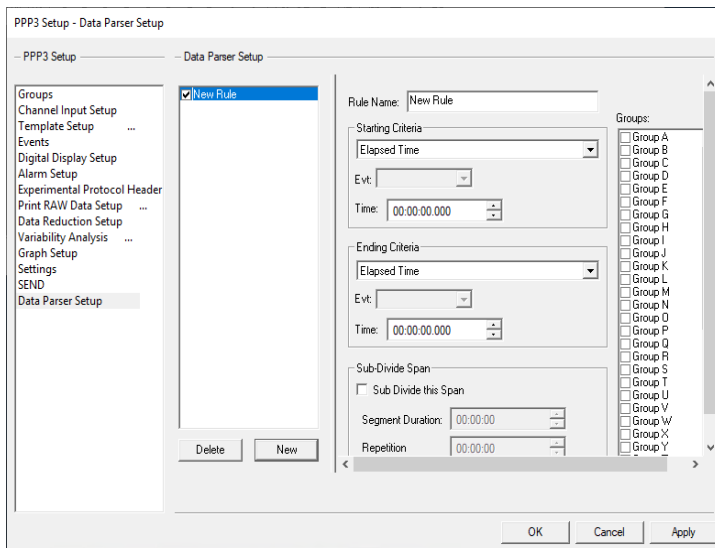 PPP3 Setup - Data Parser Setup
PPP3 Setup
Groups
Channel Input Setup
Template Setup ...
Events
Digital Display Setup
Alarm Setup
Experimental Protocol Header
Print RAW Data Setup ...
Data Reduction Setup
Variability Analysis ...
Graph Setup
Settings
SEND
Data Parser Setup
Data Parser Setup
New Rule
Delete
New
Rule Name: New Rule
Starting Criteria
Elapsed Time
Evt:
Time: 00:00:00.000
Ending Criteria
Elapsed Time
Evt:
Time: 00:00:00.000
Sub-Divide Span
Sub Divide this Span
Segment Duration: 00:00:00
Repetition 00:00:00
Groups:
Group A
Group B
Group C
Group D
Group E
Group F
Group G
Group H
Group I
Group J
Group K
Group L
Group M
Group N
Group O
Group P
Group Q
Group R
Group S
Group T
Group U
Group V
Group W
Group X
Group Y
OK
Cancel
Apply